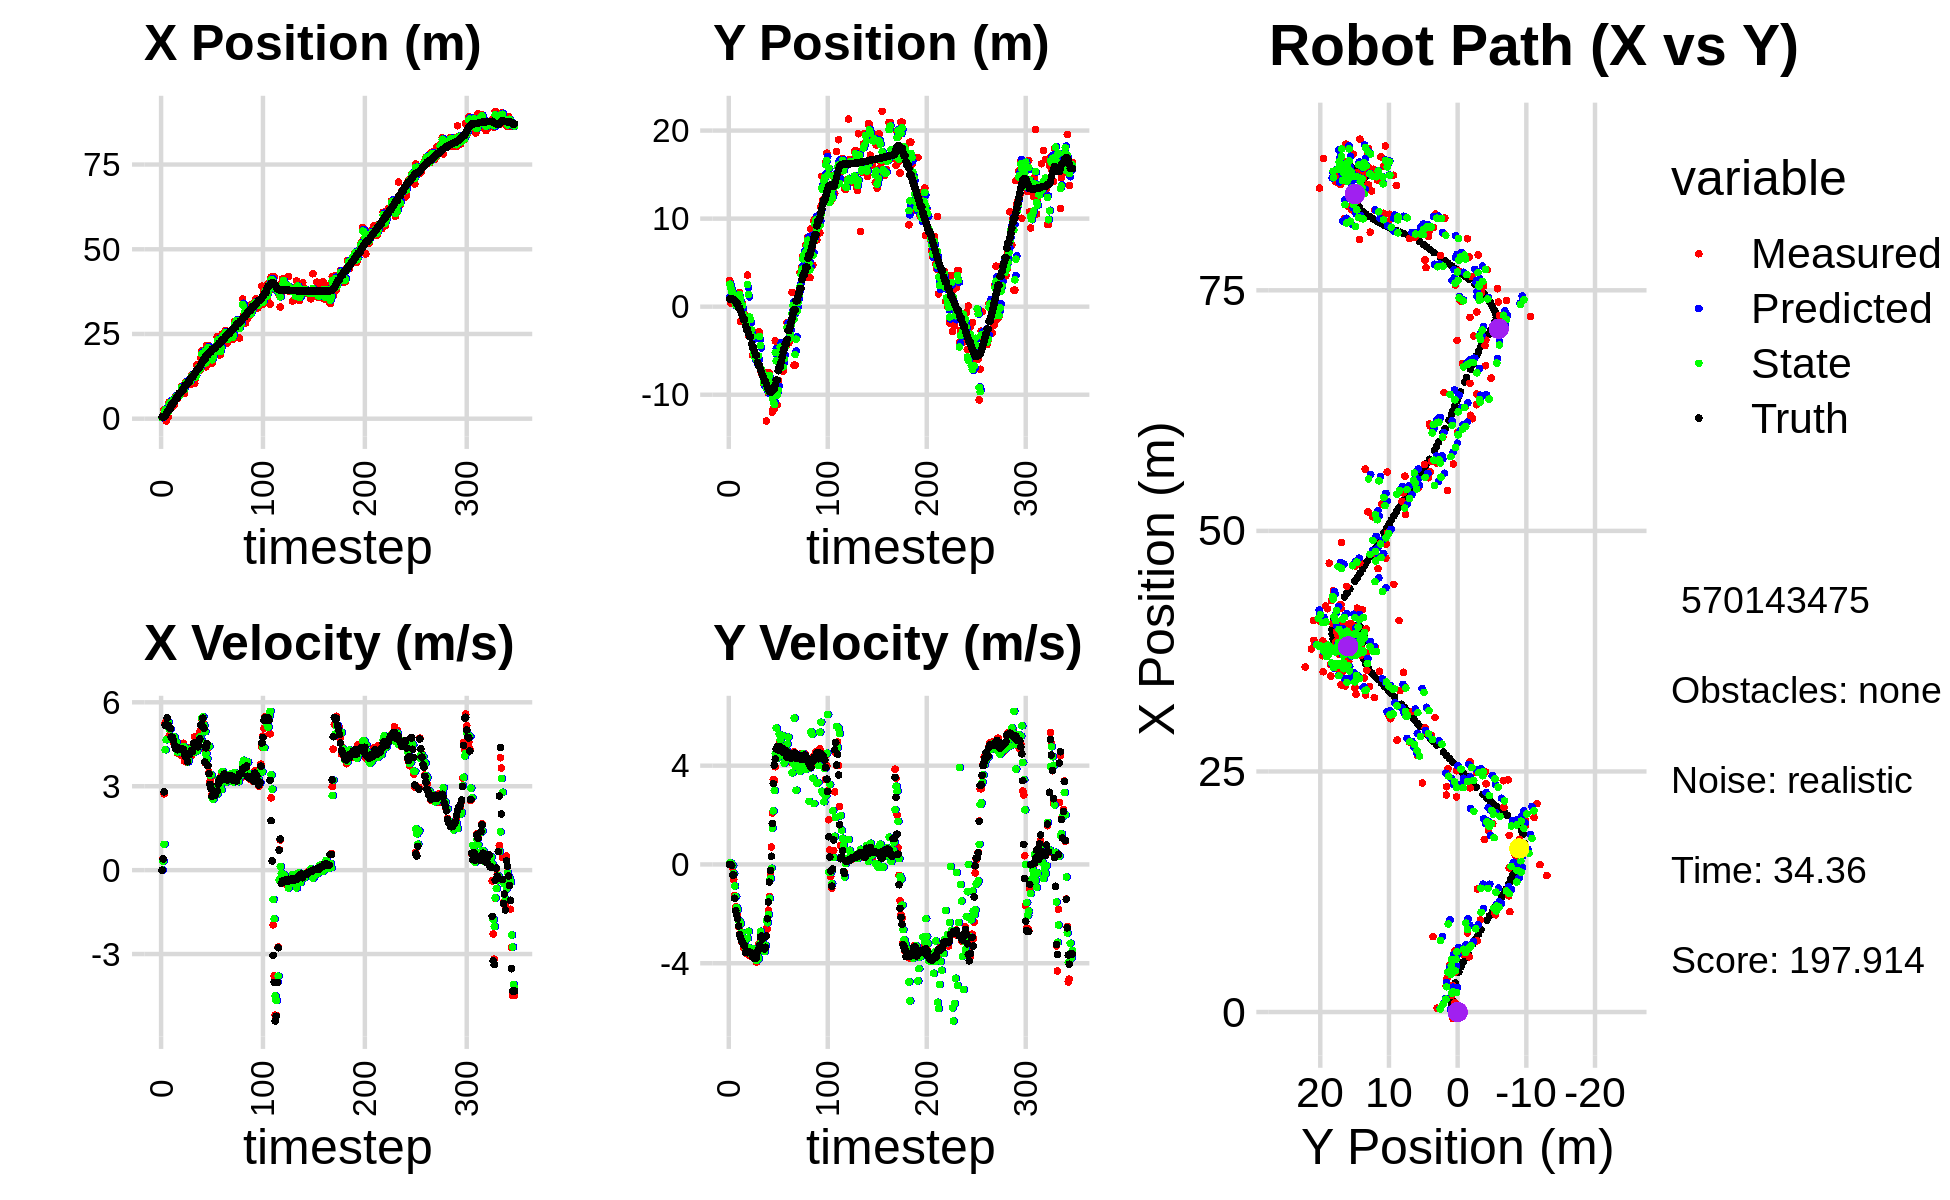 X Position (m)
75
50
25
0
0
100
200
300
timestep
Y Position (m)
20
10
0
-10
0
100
200
300
timestep
X Velocity (m/s)
6
3
0
-3
0
100
200
300
timestep
Y Velocity (m/s)
4
0
-4
0
100
200
300
timestep
Robot Path (X vs Y)
X Position (m)
75
50
25
0
20 10 0 -10 -20
Y Position (m)
variable
Measured
Predicted
State
Truth
570143475
Obstacles: none
Noise: realistic
Time: 34.36
Score: 197.914